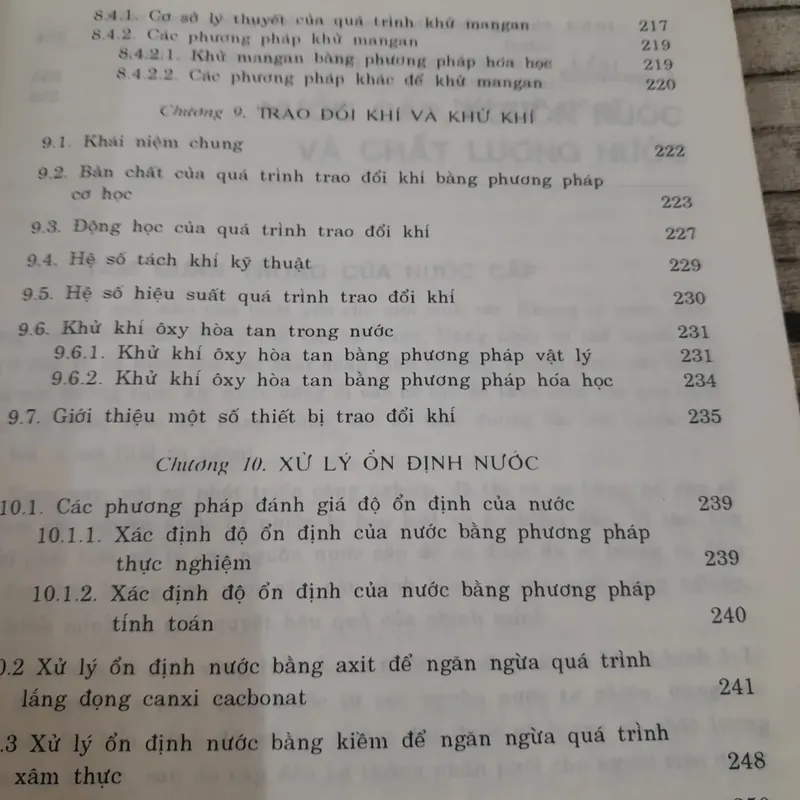 8.4.1. Cơ sở lý thuyết của quá trình khử mangan 217
8.4.2. Các phương pháp khử mangan 219
8.4.2.1. Khử mangan bằng phương pháp hóa học 219
8.4.2.2. Các phương pháp khác để khử mangan 220
Chương 9. TRAO ĐỔI KHÍ VÀ KHỬ KHÍ
9.1. Khái niệm chung 222
9.2. Bản chất của quá trình trao đổi khí bằng phương pháp
cơ học 223
9.3. Động học của quá trình trao đổi khí 227
9.4. Hệ số tách khí kỹ thuật 229
9.5. Hệ số hiệu suất quá trình trao đổi khí 230
9.6. Khử khí ôxy hòa tan trong nước 231
9.6.1. Khử khí ôxy hòa tan bằng phương pháp vật lý 231
9.6.2. Khử khí ôxy hòa tan bằng phương pháp hóa học 234
9.7. Giới thiệu một số thiết bị trao đổi khí 235
Chương 10. XỬ LÝ ỔN ĐỊNH NƯỚC
10.1. Các phương pháp đánh giá độ ổn định của nước 239
10.1.1. Xác định độ ổn định của nước bằng phương pháp
thực nghiệm 239
10.1.2. Xác định độ ổn định của nước bằng phương pháp
tính toán 240
0.2 Xử lý ổn định nước bằng axit để ngăn ngừa quá trình
lắng đọng canxi cacbonat 241
.3 Xử lý ổn định nước bằng kiềm để ngăn ngừa quá trình
xâm thực 248